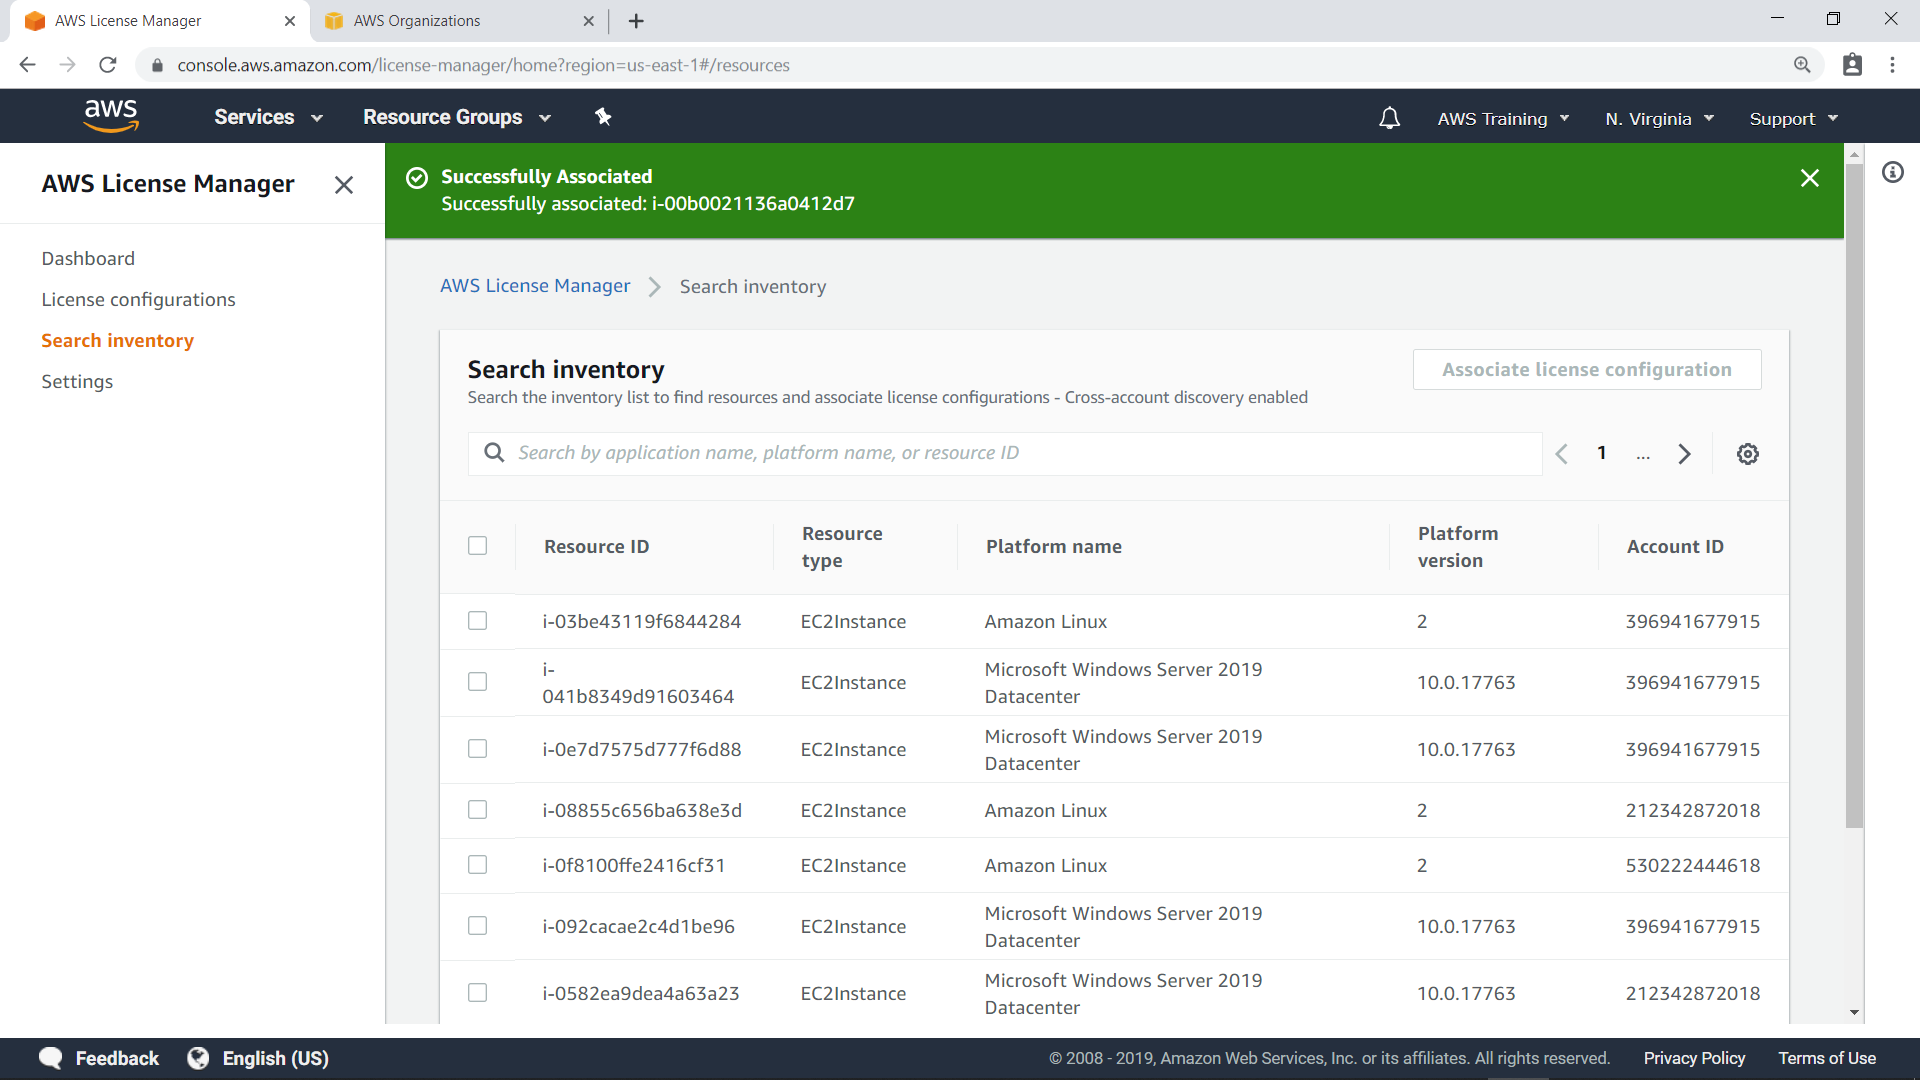 AWS License Manager
AWS Organizations
console.aws.amazon.com/license-manager/home?region=us-east-1#/resources
aws
Services
Resource Groups
AWS Training
N. Virginia
Support
AWS License Manager
Dashboard
License configurations
Search inventory
Settings
Successfully Associated
Successfully associated: i-00b0021136a0412d7
AWS License Manager
Search inventory
Search inventory
Associate license configuration
Search the inventory list to find resources and associate license configurations - Cross-account discovery enabled
Search by application name, platform name, or resource ID
1 ...
Resource ID
Resource
type
Platform name
Platform
version
Account ID
i-03be43119f6844284 EC2Instance Amazon Linux 2 396941677915
i-
041b8349d91603464
EC2Instance
Microsoft Windows Server 2019
Datacenter
10.0.17763
396941677915
i-0e7d7575d777f6d88
EC2Instance
Microsoft Windows Server 2019
Datacenter
10.0.17763
396941677915
i-08855c656ba638e3d EC2Instance Amazon Linux 2 212342872018
i-0f8100ffe2416cf31 EC2Instance Amazon Linux 2 530222444618
i-092cacae2c4d1be96
EC2Instance
Microsoft Windows Server 2019
Datacenter
10.0.17763
396941677915
i-0582ea9dea4a63a23
EC2Instance
Microsoft Windows Server 2019
Datacenter
10.0.17763
212342872018
Feedback
English (US)
© 2008 - 2019, Amazon Web Services, Inc. or its affiliates. All rights reserved.
Privacy Policy
Terms of Use